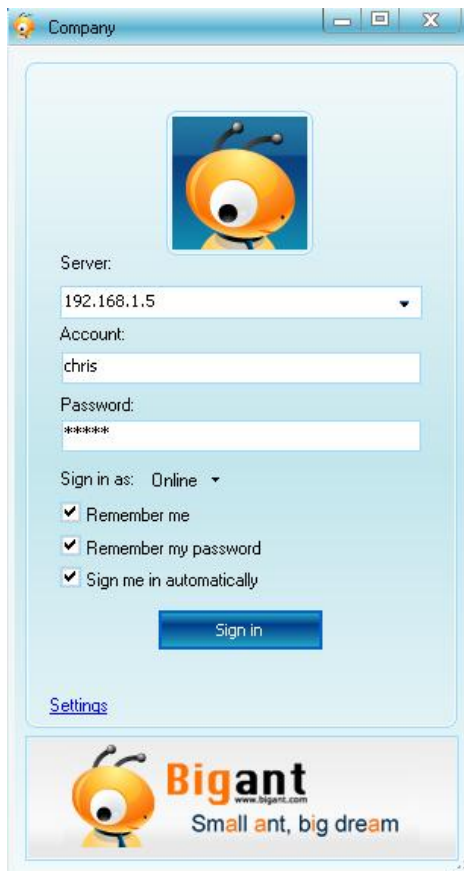 Company
Server:
192.168.1.5
Account:
chris
Password:
*****
Sign in as: Online
Remember me
Remember my password
Sign me in automatically
Sign in
Settings
Bigant
www.bigant.com
Small ant, big dream